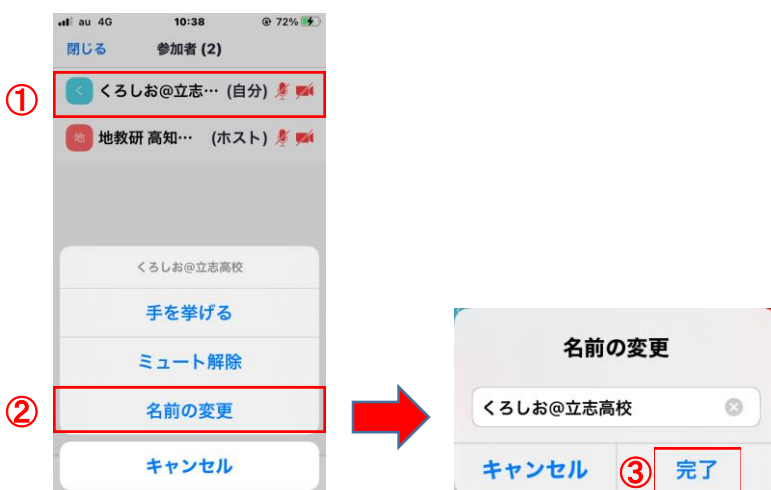 au 4G 10:38 72%
閉じる 参加者 (2)
① くくろしお@立志… (自分)
地 地教研 高知… (ホスト)
くろしお@立志高校
手を挙げる
ミュート解除
② 名前の変更
キャンセル
名前の変更
くろしお@立志高校
キャンセル ③ 完了